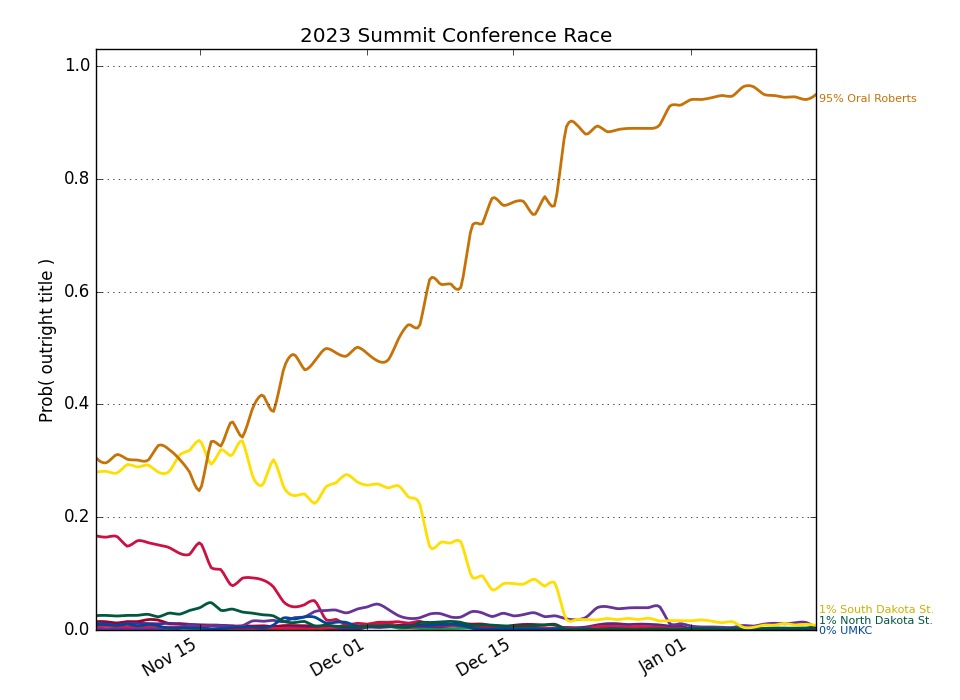 2023 Summit Conference Race
1.0
0.8
0.6
0.4
0.2
0.0
Prob( outright title )
95% Oral Roberts
1% South Dakota St.
1% North Dakota St.
0% UMKC
Nov 15
Dec 01
Dec 15
Jan 01